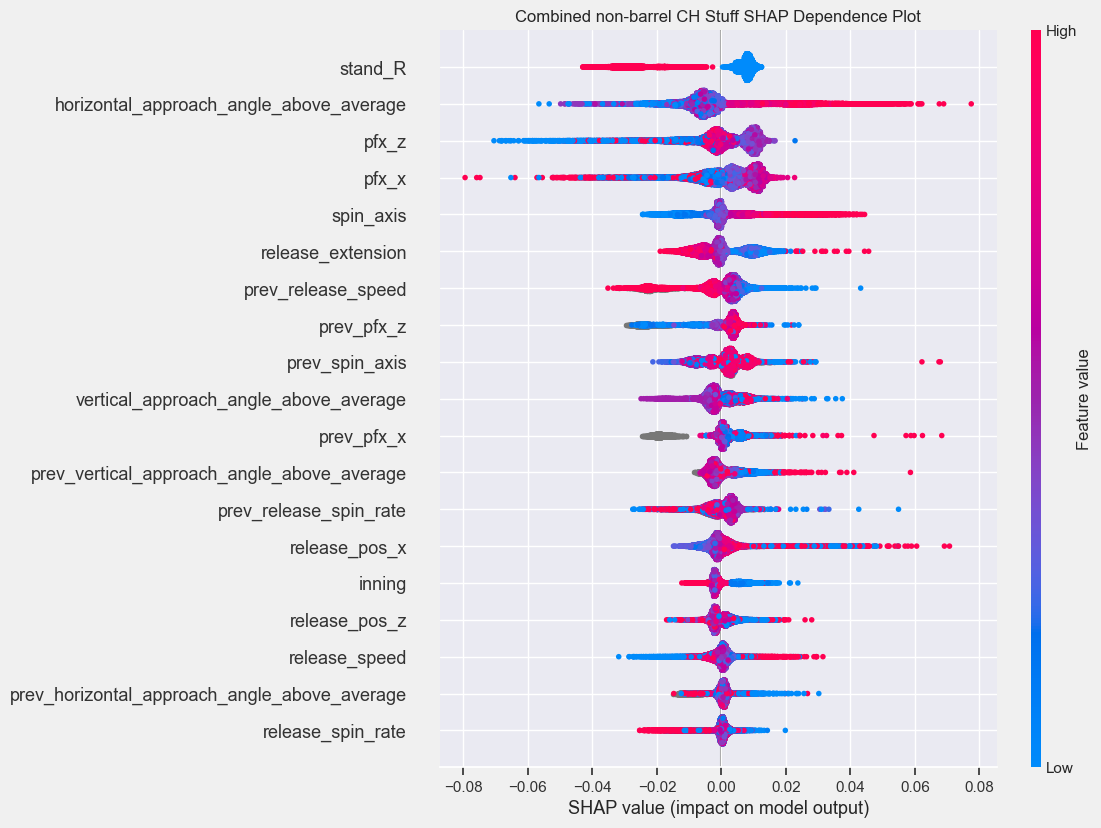 Combined non-barrel CH Stuff SHAP Dependence Plot
High
stand_R
horizontal_approach_angle_above_average
pfx_z
pfx_x
spin_axis
release_extension
prev_release_speed
prev_pfx_z
prev_spin_axis
vertical_approach_angle_above_average
prev_pfx_x
prev_vertical_approach_angle_above_average
prev_release_spin_rate
release_pos_x
inning
release_pos_z
release_speed
prev_horizontal_approach_angle_above_average
release_spin_rate
Feature value
Low
−0.08 −0.06 −0.04 −0.02 0.00 0.02 0.04 0.06 0.08
SHAP value (impact on model output)